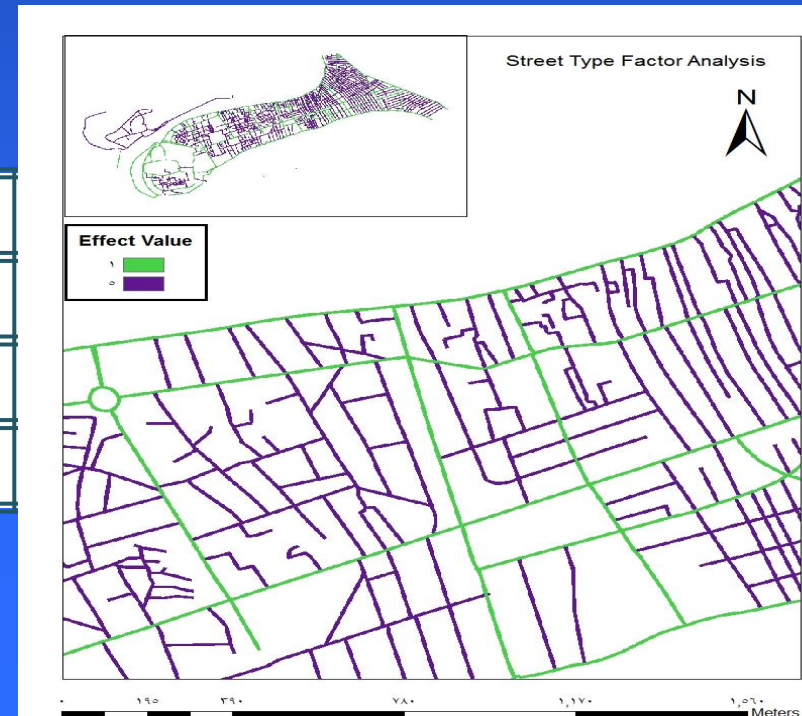 Street Type Factor Analysis
N
Effect Value
١
٥
٠ ١٩٥ ٣٩٠ ٧٨٠ ١,١٧٠ ١,٥٦٠
Meters